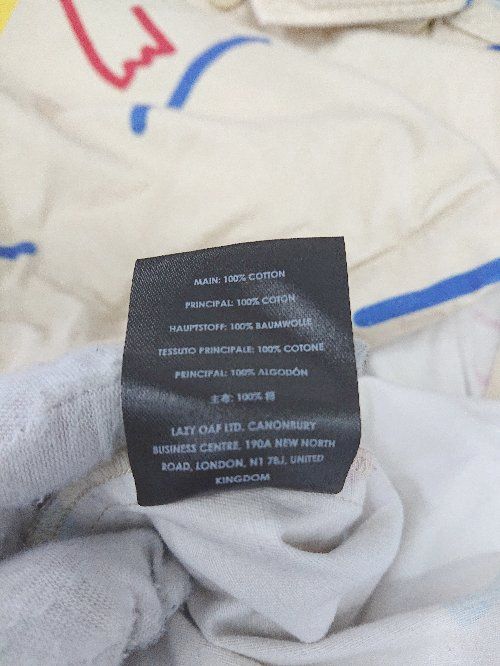 MAIN: 100% COTTON
PRINCIPAL: 100% COTON
HAUPTSTOFF: 100% BAUMWOLLE
TESSUTO PRINCIPALE: 100% COTONE
PRINCIPAL: 100% ALGODÓN
主布: 100% 棉
LAZY OAF LTD. CANONBURY
BUSINESS CENTRE, 190A NEW NORTH
ROAD, LONDON, N1 7BJ, UNITED
KINGDOM